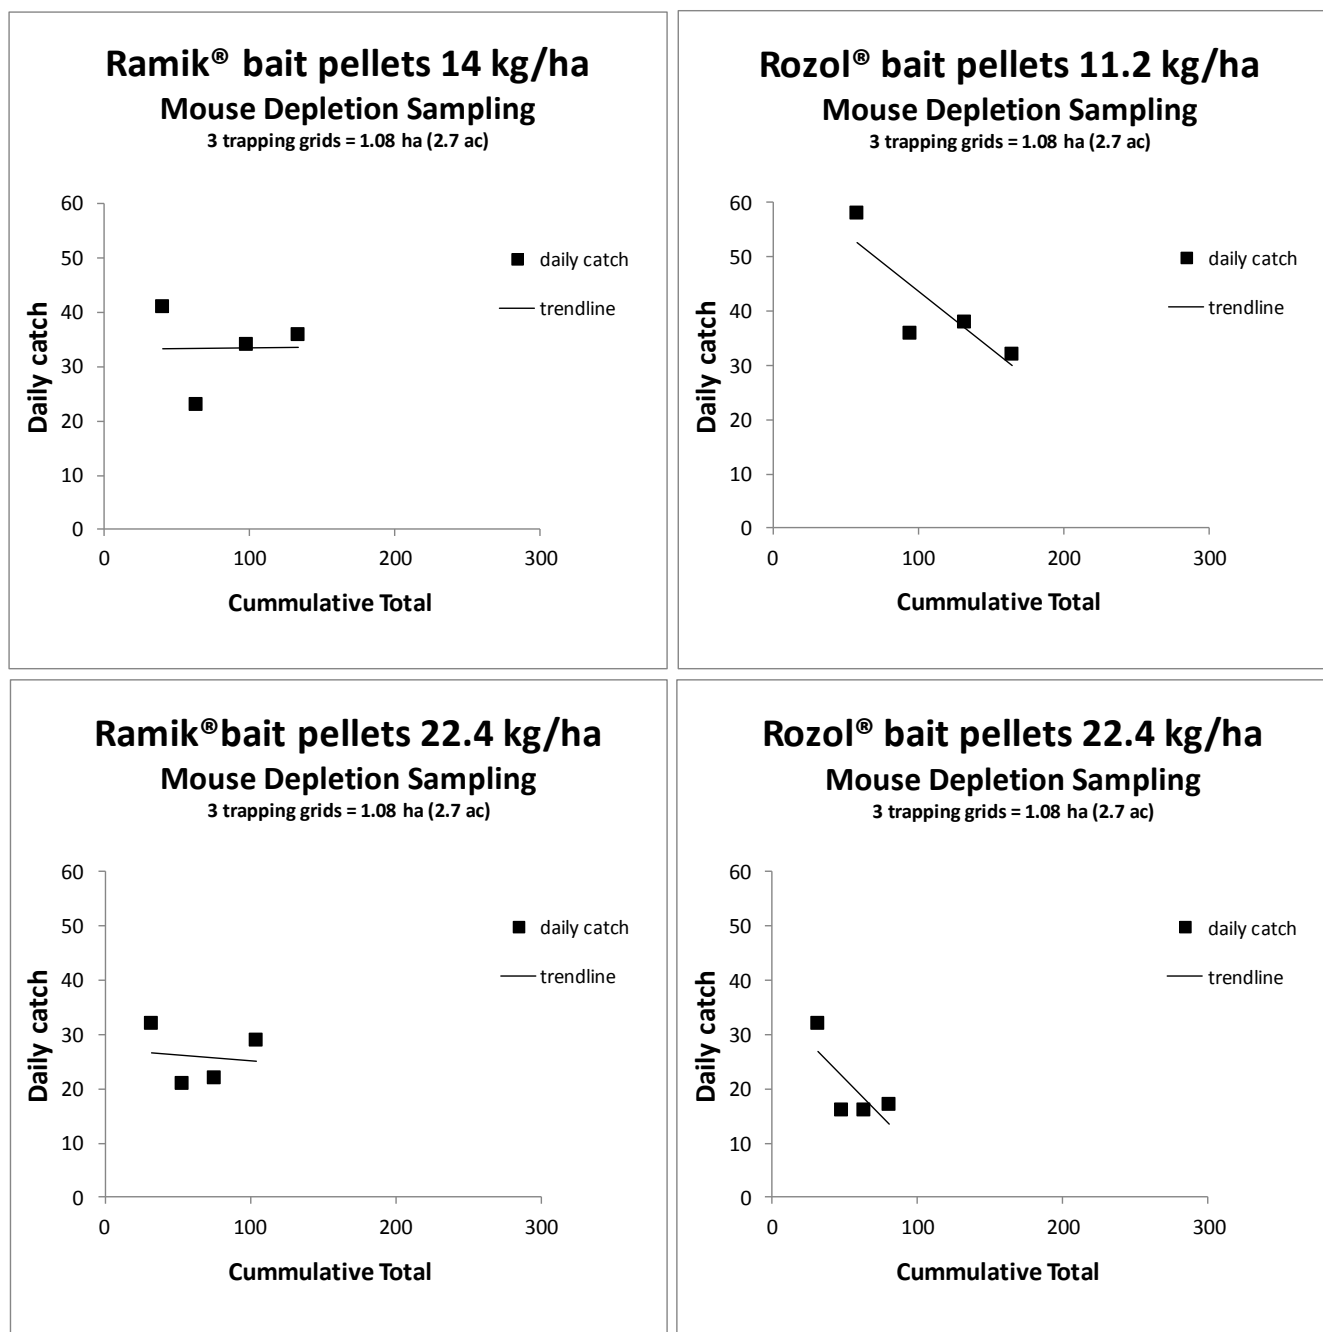 Ramik® bait pellets 14 kg/ha
Mouse Depletion Sampling
3 trapping grids = 1.08 ha (2.7 ac)
60
50
40
30
20
10
0
Daily catch
0 100 200 300
Cummulative Total
daily catch
trendline
Rozol® bait pellets 11.2 kg/ha
Mouse Depletion Sampling
3 trapping grids = 1.08 ha (2.7 ac)
60
50
40
30
20
10
0
Daily catch
0 100 200 300
Cummulative Total
daily catch
trendline
Ramik®bait pellets 22.4 kg/ha
Mouse Depletion Sampling
3 trapping grids = 1.08 ha (2.7 ac)
60
50
40
30
20
10
0
Daily catch
0 100 200 300
Cummulative Total
daily catch
trendline
Rozol® bait pellets 22.4 kg/ha
Mouse Depletion Sampling
3 trapping grids = 1.08 ha (2.7 ac)
60
50
40
30
20
10
0
Daily catch
0 100 200 300
Cummulative Total
daily catch
trendline